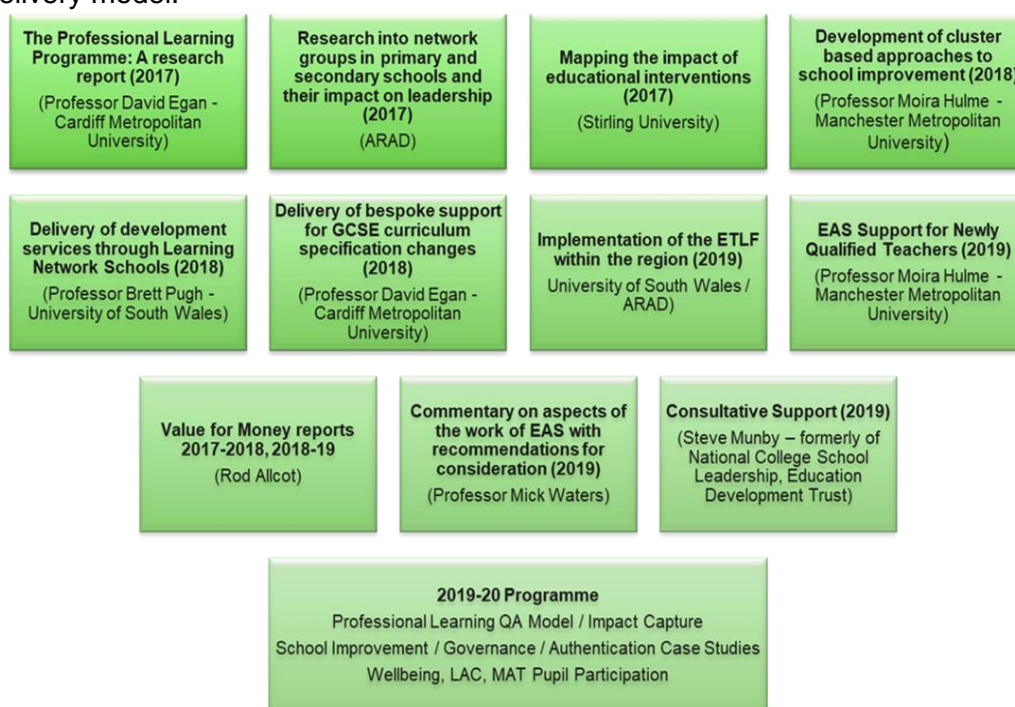 elivery model.
The Professional Learning
Programme: A research
report (2017)
(Professor David Egan -
Cardiff Metropolitan
University)
Research into network
groups in primary and
secondary schools and
their impact on leadership
(2017)
(ARAD)
Mapping the impact of
educational interventions
(2017)
(Stirling University)
Development of cluster
based approaches to
school improvement (2018)
(Professor Moira Hulme -
Manchester Metropolitan
University)
Delivery of development
services through Learning
Network Schools (2018)
(Professor Brett Pugh -
University of South Wales)
Delivery of bespoke support
for GCSE curriculum
specification changes
(2018)
(Professor David Egan -
Cardiff Metropolitan
University)
Implementation of the ETLF
within the region (2019)
University of South Wales /
ARAD)
EAS Support for Newly
Qualified Teachers (2019)
(Professor Moira Hulme -
Manchester Metropolitan
University)
Value for Money reports
2017-2018, 2018-19
(Rod Allcot)
Commentary on aspects of
the work of EAS with
recommendations for
consideration (2019)
(Professor Mick Waters)
Consultative Support (2019)
(Steve Munby – formerly of
National College School
Leadership, Education
Development Trust)
2019-20 Programme
Professional Learning QA Model / Impact Capture
School Improvement / Governance / Authentication Case Studies
Wellbeing, LAC, MAT Pupil Participation